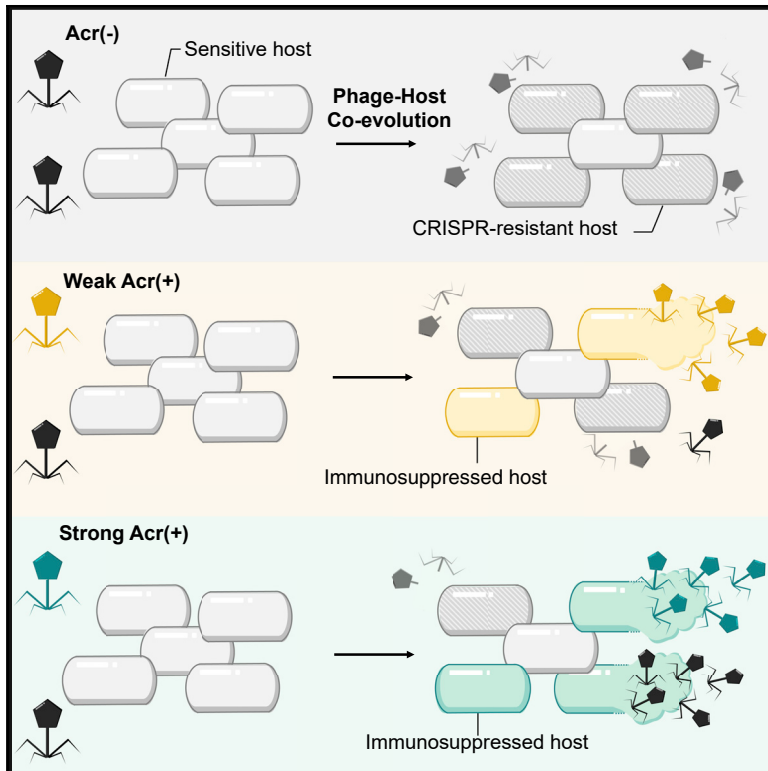 Acr(-)
Sensitive host
Phage-Host
Co-evolution
CRISPR-resistant host
Weak Acr(+)
Immunosuppressed host
Strong Acr(+)
Immunosuppressed host